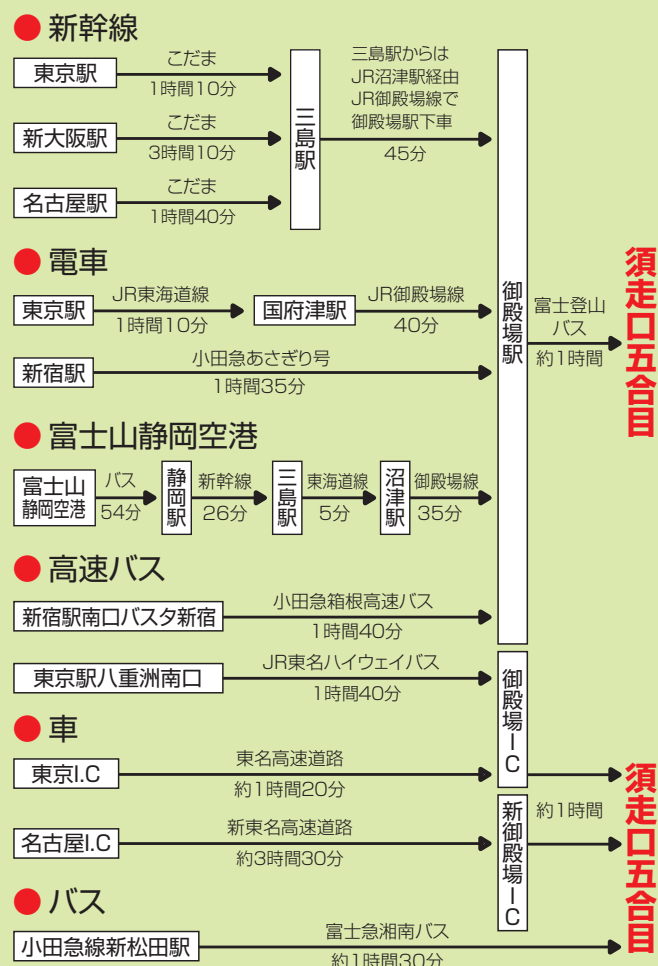 ● 新幹線
東京駅
こだま
1時間10分
新大阪駅
こだま
3時間10分
名古屋駅
こだま
1時間40分
三島駅
三島駅からは
JR沼津駅経由
JR御殿場線で
御殿場駅下車
45分
● 電車
東京駅
JR東海道線
1時間10分
国府津駅
JR御殿場線
40分
新宿駅
小田急あさぎり号
1時間35分
御殿場駅
富士登山
バス
約1時間
須走口五合目
● 富士山静岡空港
富士山
静岡空港
バス
54分
静岡駅
新幹線
26分
三島駅
東海道線
5分
沼津駅
御殿場線
35分
● 高速バス
新宿駅南口バスタ新宿
小田急箱根高速バス
1時間40分
東京駅八重洲南口
JR東名ハイウェイバス
1時間40分
● 車
東京I.C
東名高速道路
約1時間20分
御殿場IC
名古屋I.C
新東名高速道路
約3時間30分
新御殿場IC
約1時間
須走口五合目
● バス
小田急線新松田駅
富士急湘南バス
約1時間30分